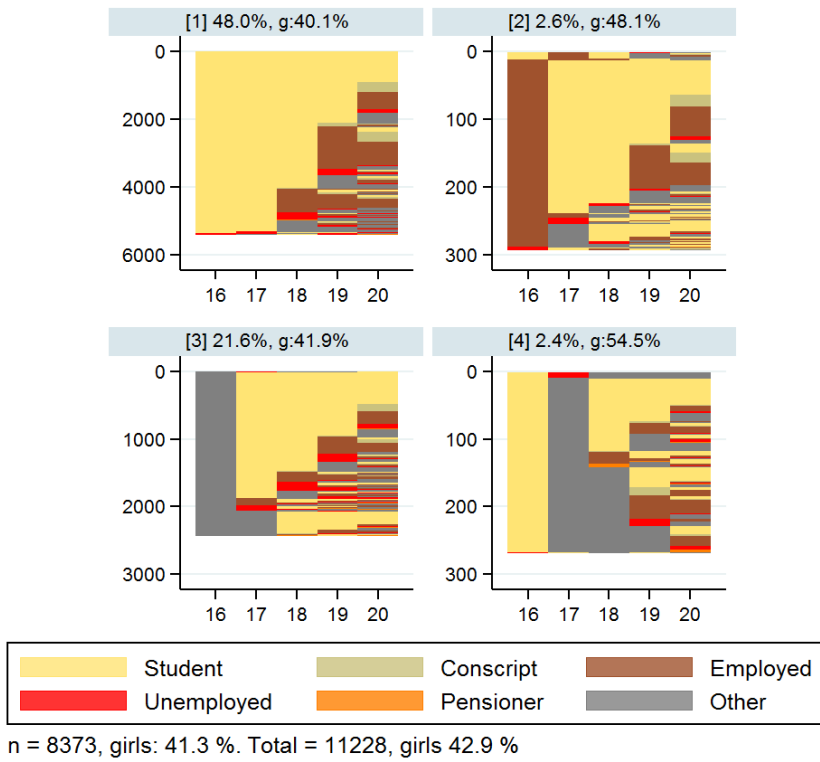 [1] 48.0%, g:40.1%
[2] 2.6%, g:48.1%
0
2000
4000
6000
16 17 18 19 20
0
100
200
300
16 17 18 19 20
[3] 21.6%, g:41.9%
[4] 2.4%, g:54.5%
0
1000
2000
3000
16 17 18 19 20
0
100
200
300
16 17 18 19 20
Student Conscript Employed
Unemployed Pensioner Other
n = 8373, girls: 41.3 %. Total = 11228, girls 42.9 %